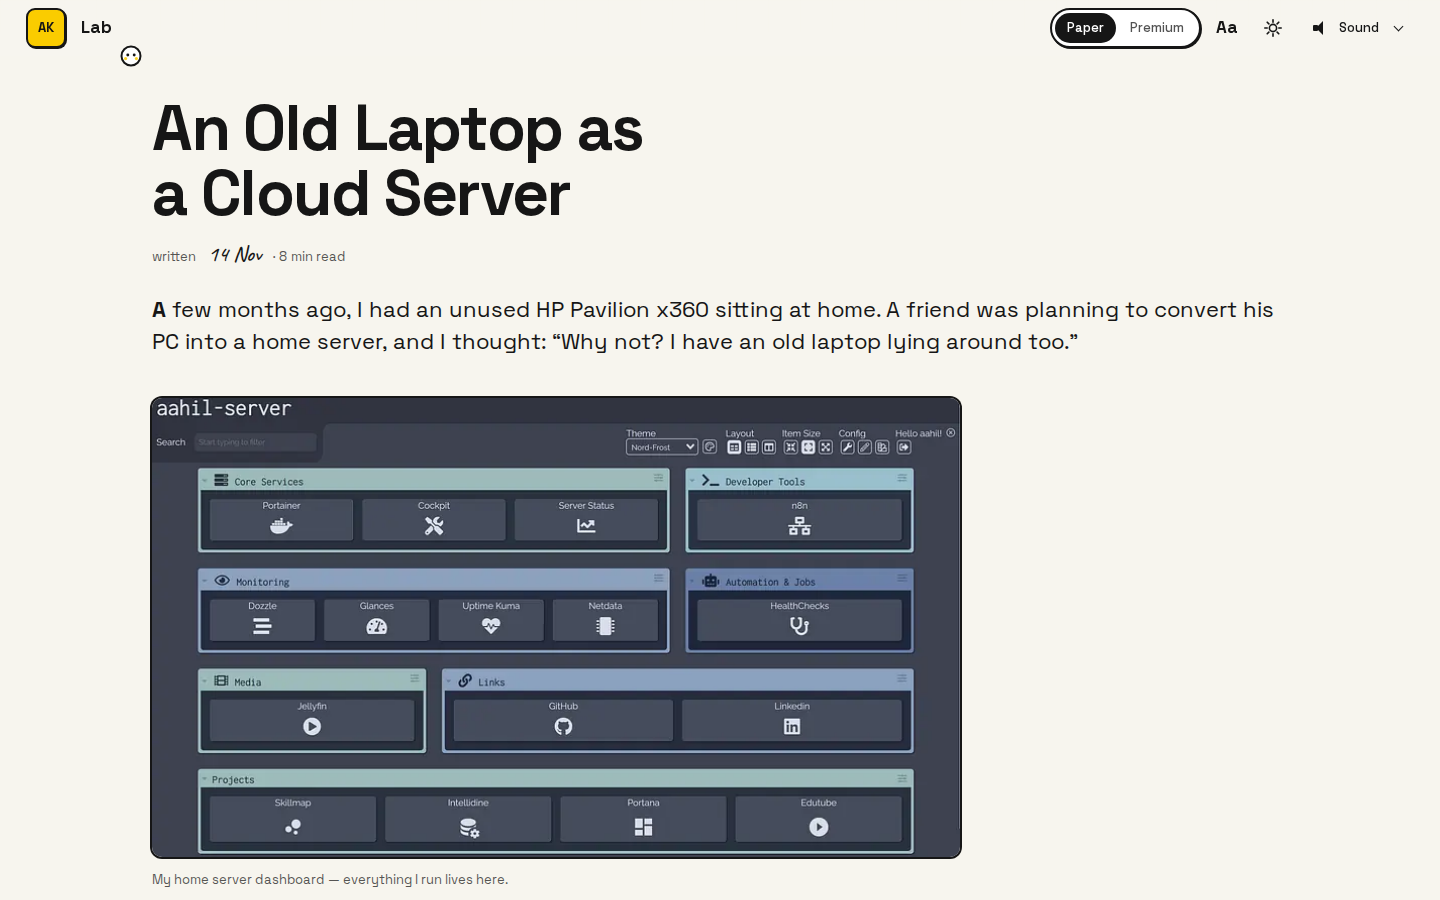 AK Lab
Paper Premium Aa Sound
An Old Laptop as
a Cloud Server
written 14 Nov · 8 min read
A few months ago, I had an unused HP Pavilion x360 sitting at home. A friend was planning to convert his
PC into a home server, and I thought: “Why not? I have an old laptop lying around too.”
aahil-server
Theme Layout Item Size Config Hello aahil!
Search Start typing to filter Nord-Frost
Core Services
Portainer Cockpit Server Status
Developer Tools
n8n
Monitoring
Dozzle Glances Uptime Kuma Netdata
Automation & Jobs
HealthChecks
Media
Jellyfin
Links
GitHub Linkedin
Projects
Skillmap Intellidine Portana Edutube
My home server dashboard — everything I run lives here.